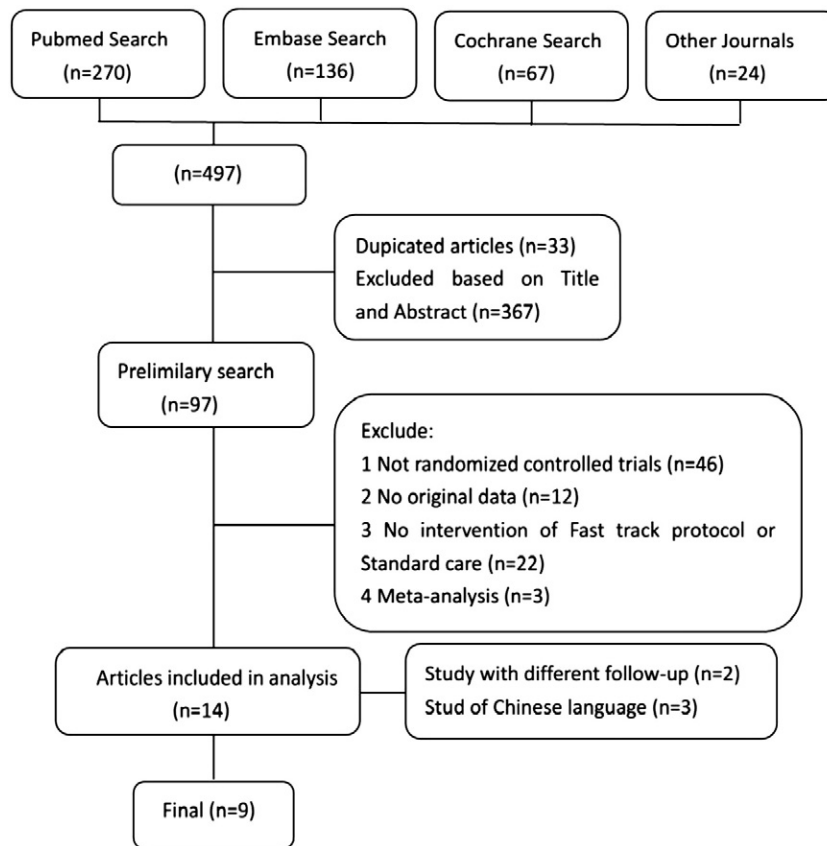 Pubmed Search
(n=270)
Embase Search
(n=136)
Cochrane Search
(n=67)
Other Journals
(n=24)
(n=497)
Dupicated articles (n=33)
Excluded based on Title
and Abstract (n=367)
Prelimilary search
(n=97)
Exclude:
1 Not randomized controlled trials (n=46)
2 No original data (n=12)
3 No intervention of Fast track protocol or
Standard care (n=22)
4 Meta-analysis (n=3)
Articles included in analysis
(n=14)
Study with different follow-up (n=2)
Stud of Chinese language (n=3)
Final (n=9)